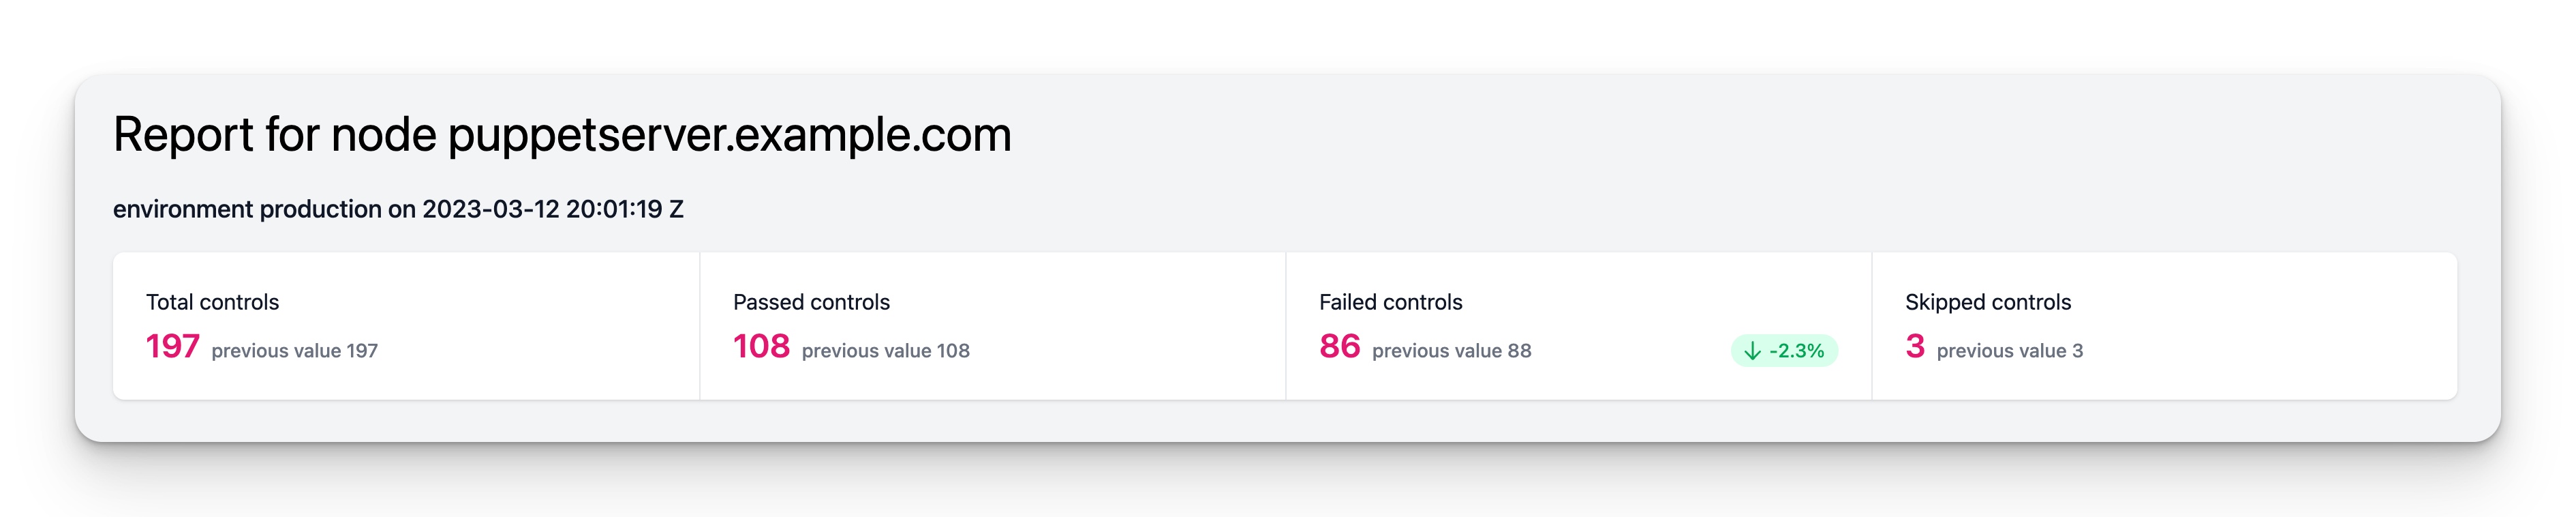 Report for node puppetserver.example.com
environment production on 2023-03-12 20:01:19 Z
Total controls
197 previous value 197
Passed controls
108 previous value 108
Failed controls
86 previous value 88
↓ -2.3%
Skipped controls
3 previous value 3